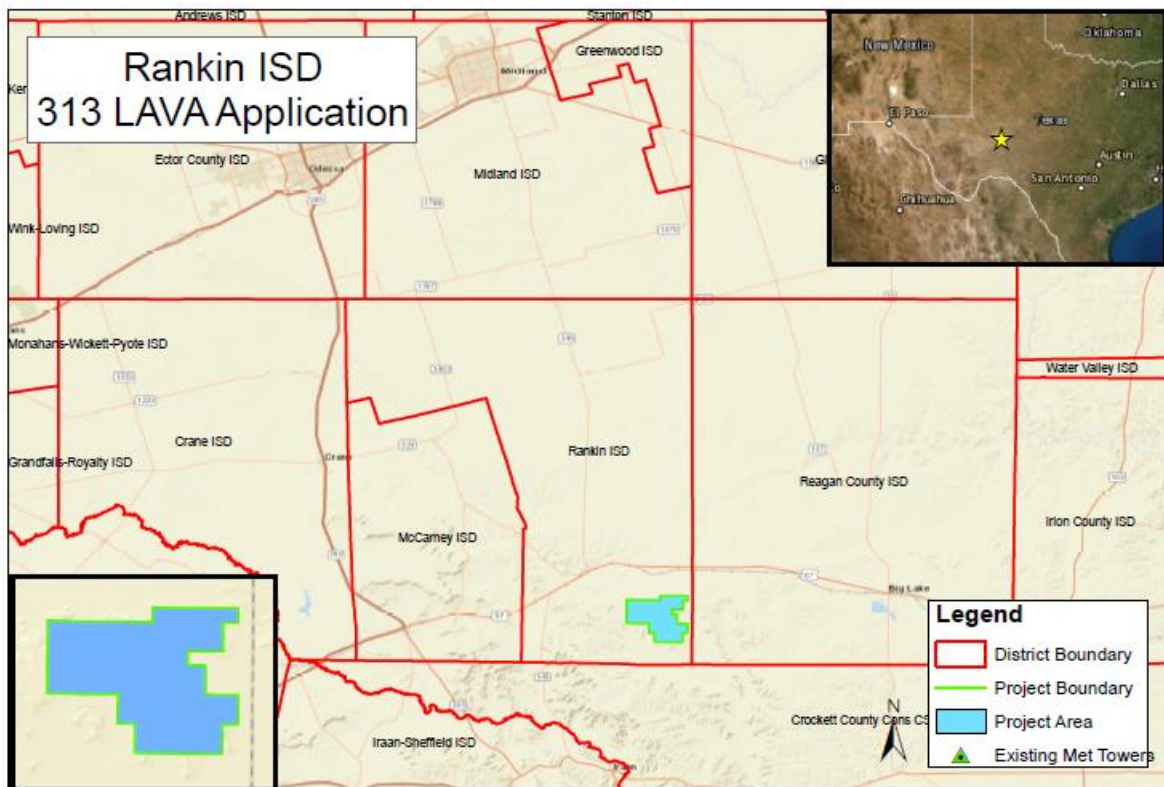 Andrews ISD
Stanton ISD
Rankin ISD
313 LAVA Application
Greenwood ISD
Midland
New Mexico
Oklahoma
Dallas
El Paso
Texas
Austin
San Antonio
Chihuahua
Ector County ISD
Odessa
Midland ISD
Wink-Loving ISD
Monahans-Wickett-Pyote ISD
Water Valley ISD
Crane ISD
Crane
Rankin ISD
Grandfalls-Royalty ISD
Reagan County ISD
Irion County ISD
McCamey ISD
Big Lake
Legend
District Boundary
Project Boundary
Project Area
Existing Met Towers
N
Crockett County Cons CS
Iraan-Sheffield ISD
Iraan